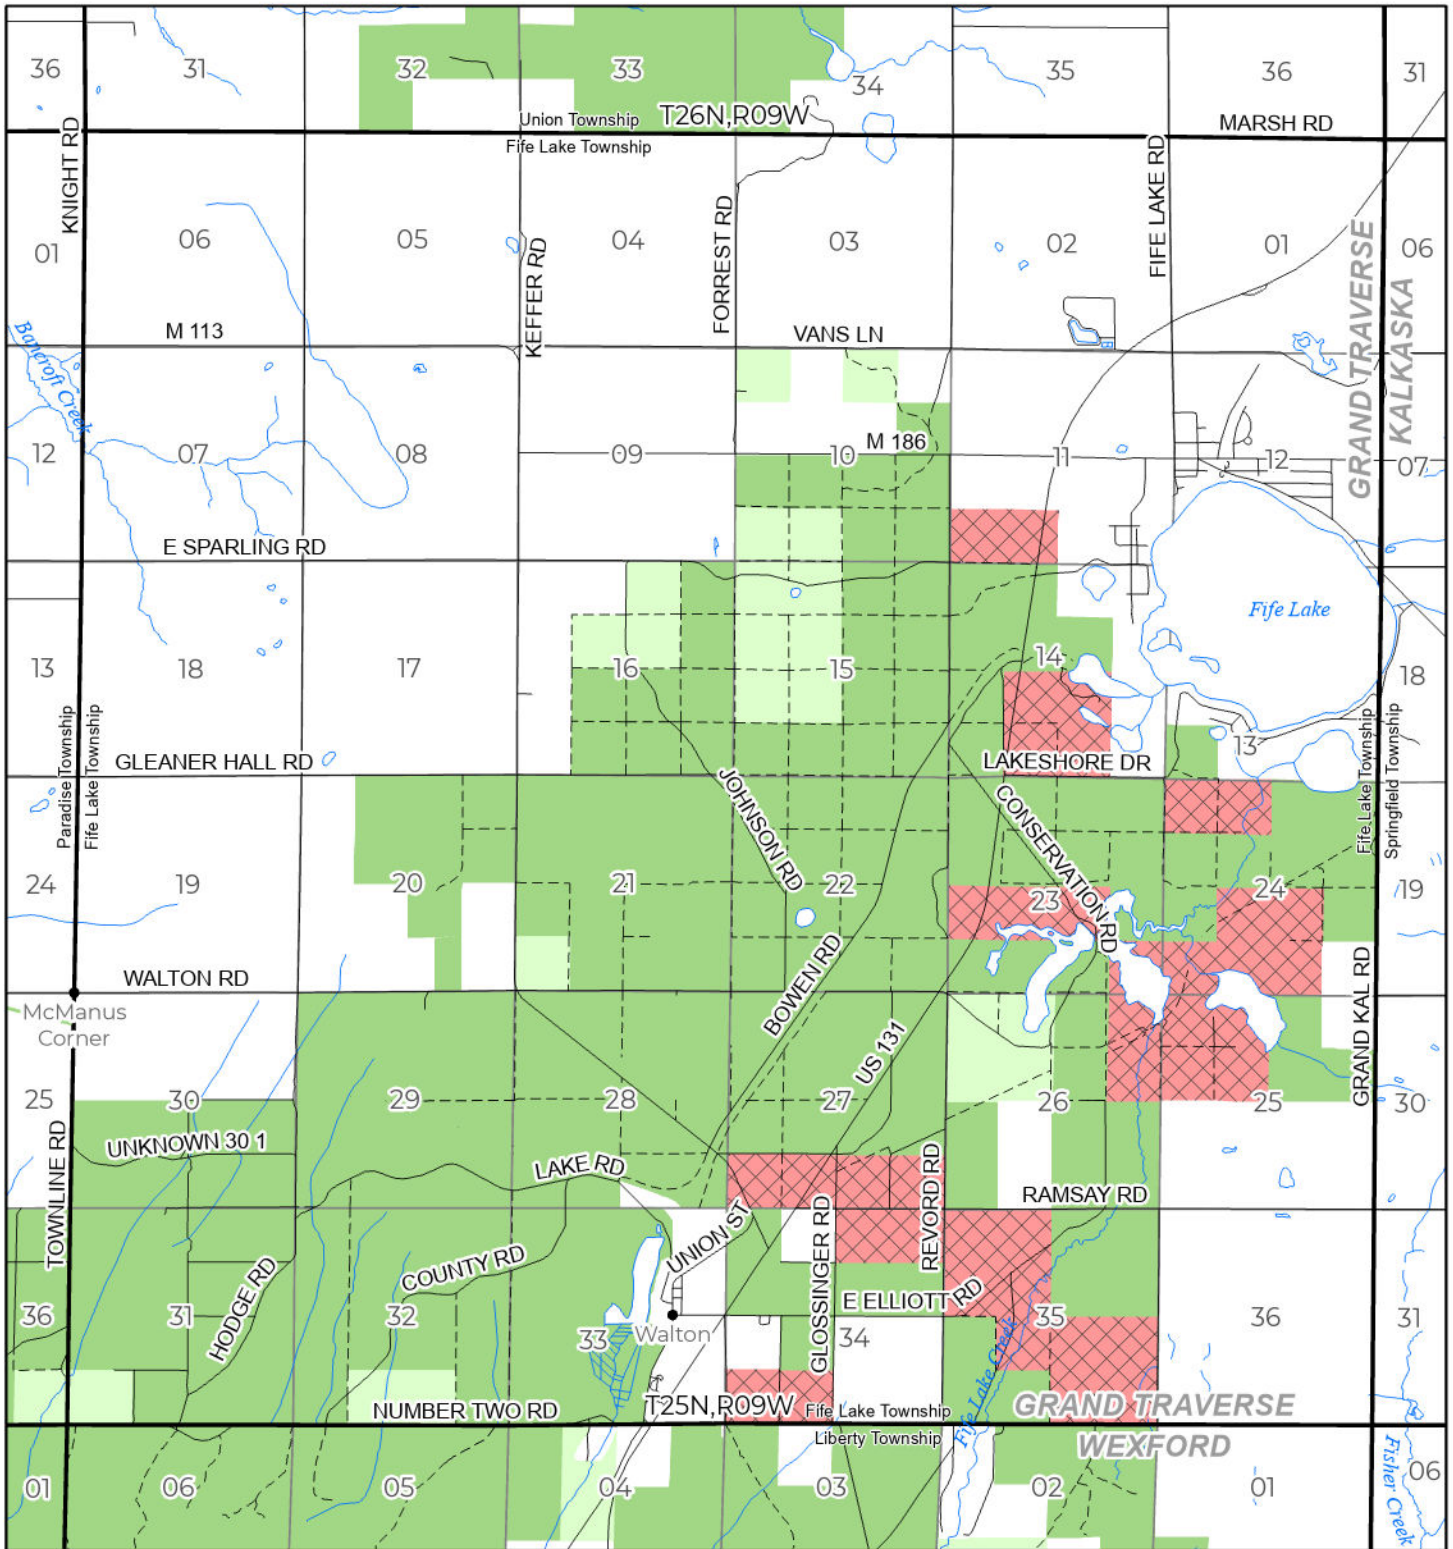 36
31
32
33
34
35
36
31
Union Township
T26N,R09W
MARSH RD
Fife Lake Township
KNIGHT RD
FIFE LAKE RD
FORREST RD
KEFFER RD
01
06
05
04
03
02
01
06
GRAND TRAVERSE
KALKASKA
Bancroft Creek
M 113
VANS LN
M 186
12
07
08
09
10
11
12
07
E SPARLING RD
Fife Lake
13
18
17
16
15
14
13
18
Paradise Township
Fife Lake Township
Fife Lake Township
Springfield Township
GLEANER HALL RD
LAKESHORE DR
JOHNSON RD
CONSERVATION RD
24
19
20
21
22
23
24
19
WALTON RD
BOWEN RD
GRAND KAL RD
McManus
Corner
US 131
25
30
29
28
27
26
25
30
TOWNLINE RD
UNKNOWN 30 1
LAKE RD
REVORD RD
RAMSAY RD
UNION ST
GLOSSINGER RD
HODGE RD
COUNTY RD
E ELLIOTT RD
36
31
32
33
Walton
34
35
36
31
Fife Lake Creek
NUMBER TWO RD
T25N,R09W
Fife Lake Township
Liberty Township
GRAND TRAVERSE
WEXFORD
Fisher Creek
01
06
05
04
03
02
01
06